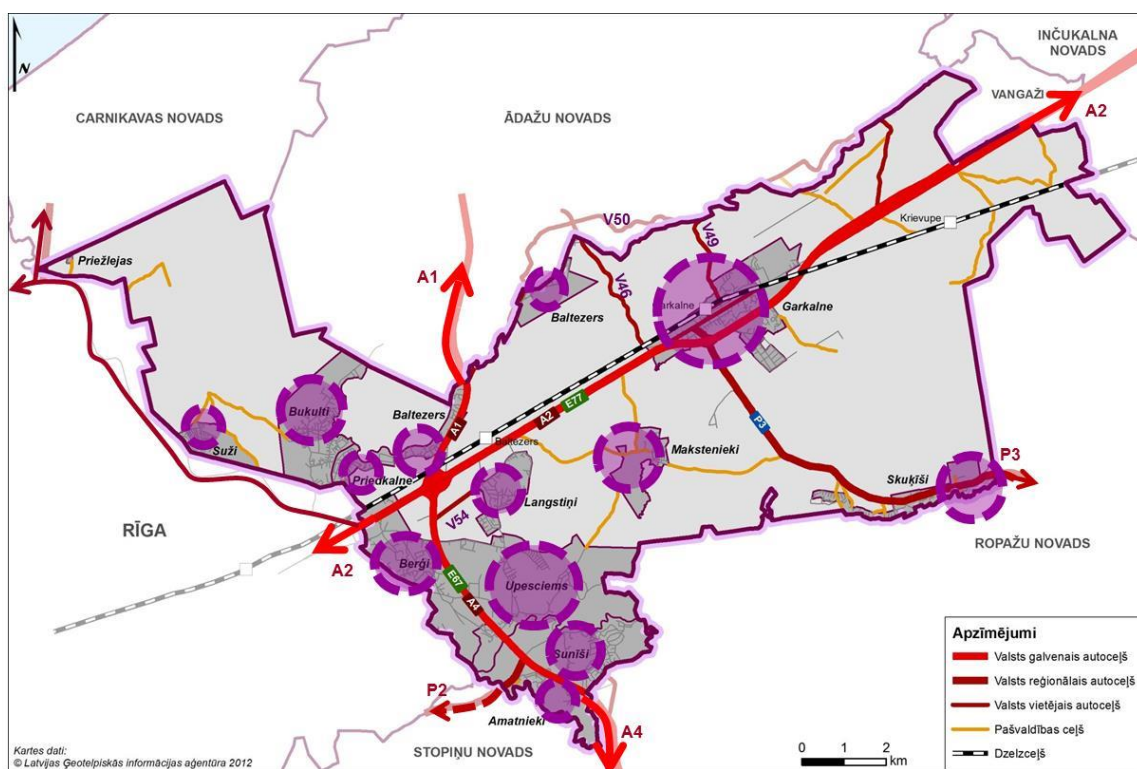 INČUKALNA
NOVADS
VANGAŽI
A2
N
CARNIKAVAS NOVADS
ĀDAŽU NOVADS
Krievupe
V50
V49
Priežlejas
A1
V46
Garkalne
Baltezers
Garkalne
E77
A2
P3
Bukulti
Baltezers
A1
Baltezers
Suži
Priedkalne
Makstenieki
Skuķīši
P3
Langstiņi
V54
RĪGA
ROPAŽU NOVADS
A2
Berģi
E67
A4
Upesciems
Sunīši
P2
Amatnieki
A4
STOPIŅU NOVADS
Apzīmējumi
Valsts galvenais autoceļš
Valsts reģionālais autoceļš
Valsts vietējais autoceļš
Pašvaldības ceļš
Dzelzceļš
0 1 2
km
Kartes dati:
© Latvijas Ģeotelpiskās informācijas aģentūra 2012